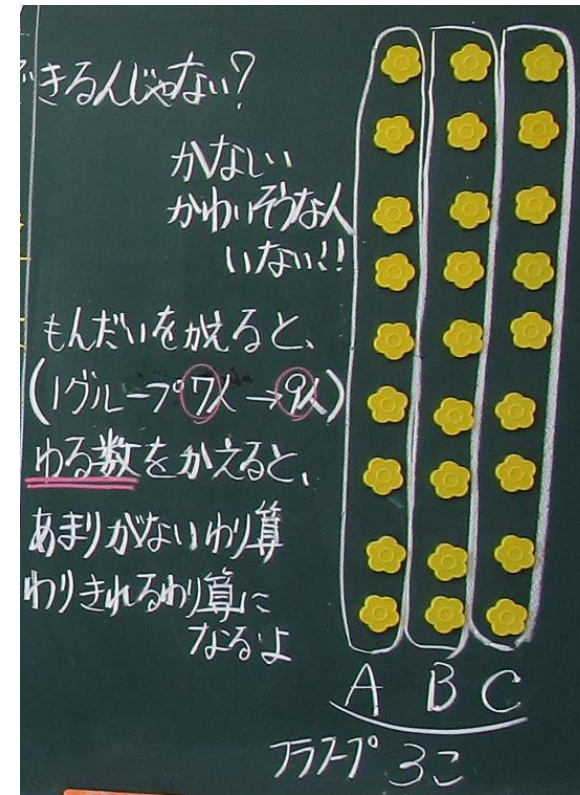 きるんじゃない?
かなしい
かわいそうな人
いない!!
もんだいをかえると、
(1グループ7人→9人)
わる数をかえると、
あまりがないわり算
わりきれるわり算に
なるよ
A B C
グループ 3こ